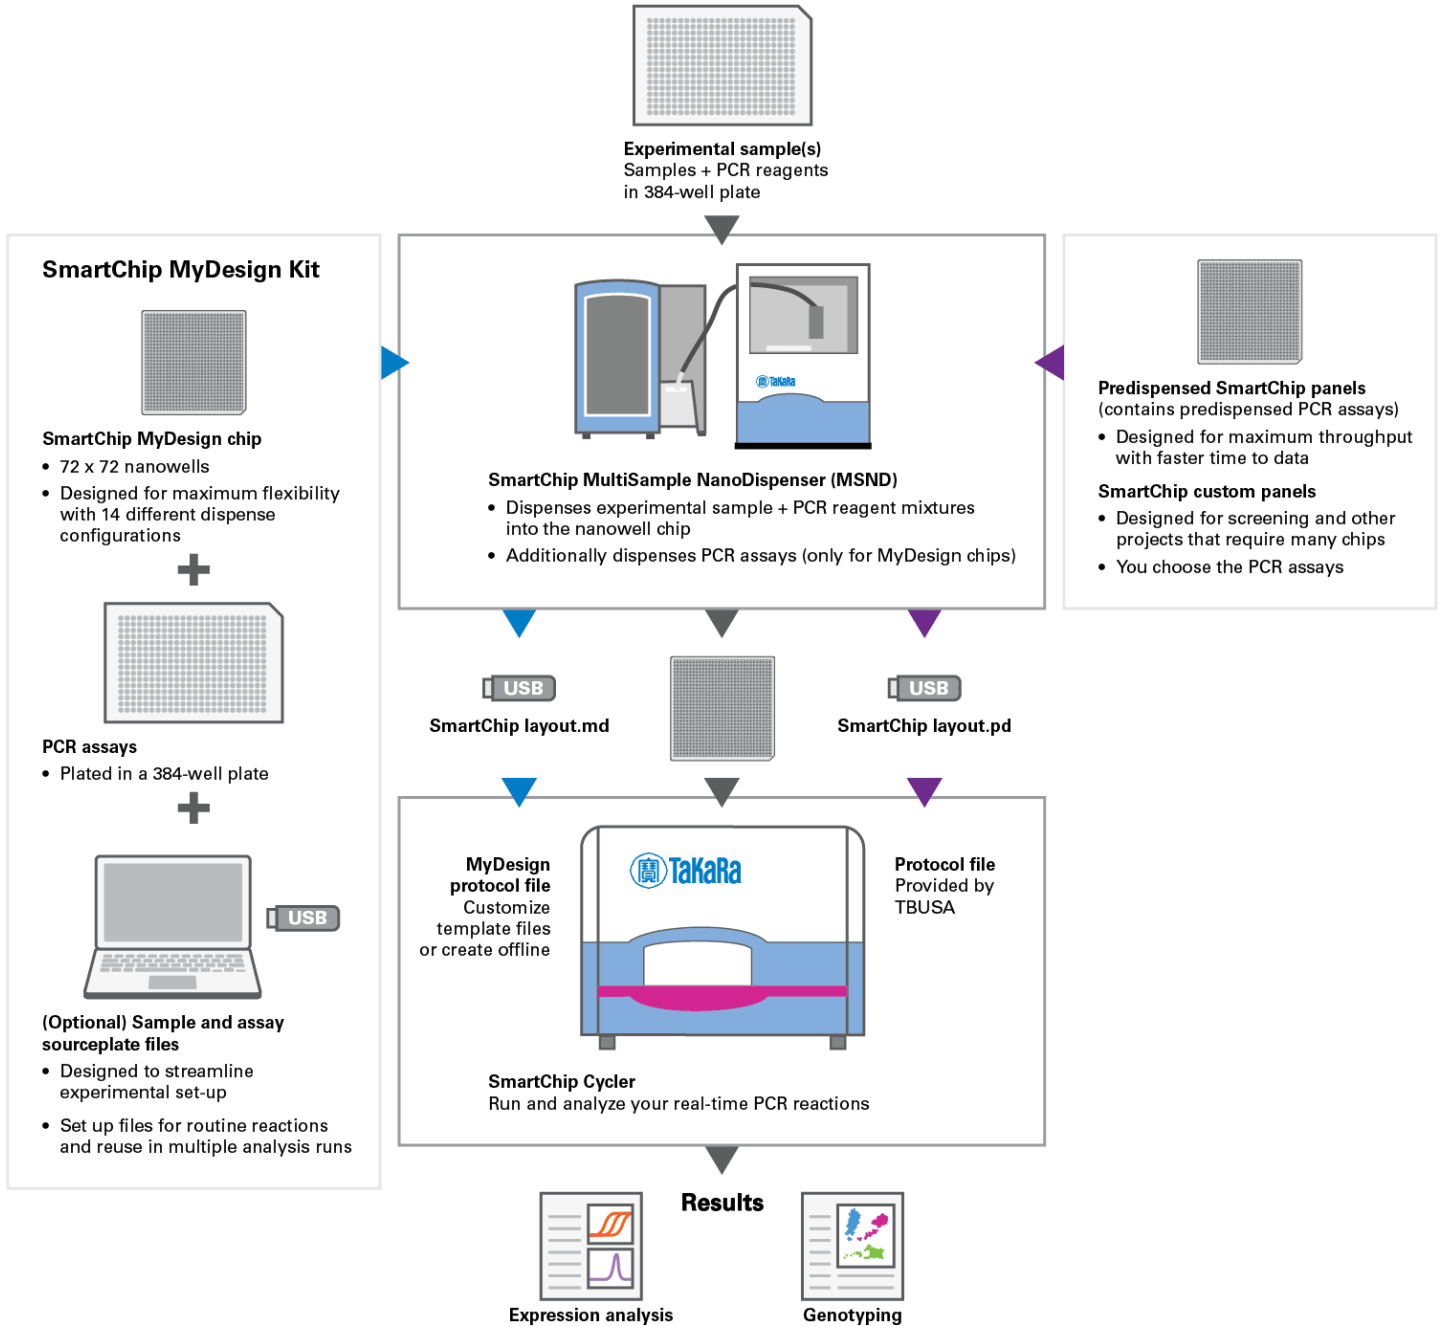 Experimental sample(s)
Samples + PCR reagents
in 384-well plate
SmartChip MyDesign Kit
SmartChip MyDesign chip
• 72 x 72 nanowells
• Designed for maximum flexibility
with 14 different dispense
configurations
+
PCR assays
• Plated in a 384-well plate
+
USB
(Optional) Sample and assay
sourceplate files
• Designed to streamline
experimental set-up
• Set up files for routine reactions
and reuse in multiple analysis runs
寶 TaKaRa
SmartChip MultiSample NanoDispenser (MSND)
• Dispenses experimental sample + PCR reagent mixtures
into the nanowell chip
• Additionally dispenses PCR assays (only for MyDesign chips)
Predispensed SmartChip panels
(contains predispensed PCR assays)
• Designed for maximum throughput
with faster time to data
SmartChip custom panels
• Designed for screening and other
projects that require many chips
• You choose the PCR assays
USB
SmartChip layout.md
USB
SmartChip layout.pd
MyDesign
protocol file
Customize
template files
or create offline
寶 TaKaRa
Protocol file
Provided by
TBUSA
SmartChip Cycler
Run and analyze your real-time PCR reactions
Results
Expression analysis
Genotyping